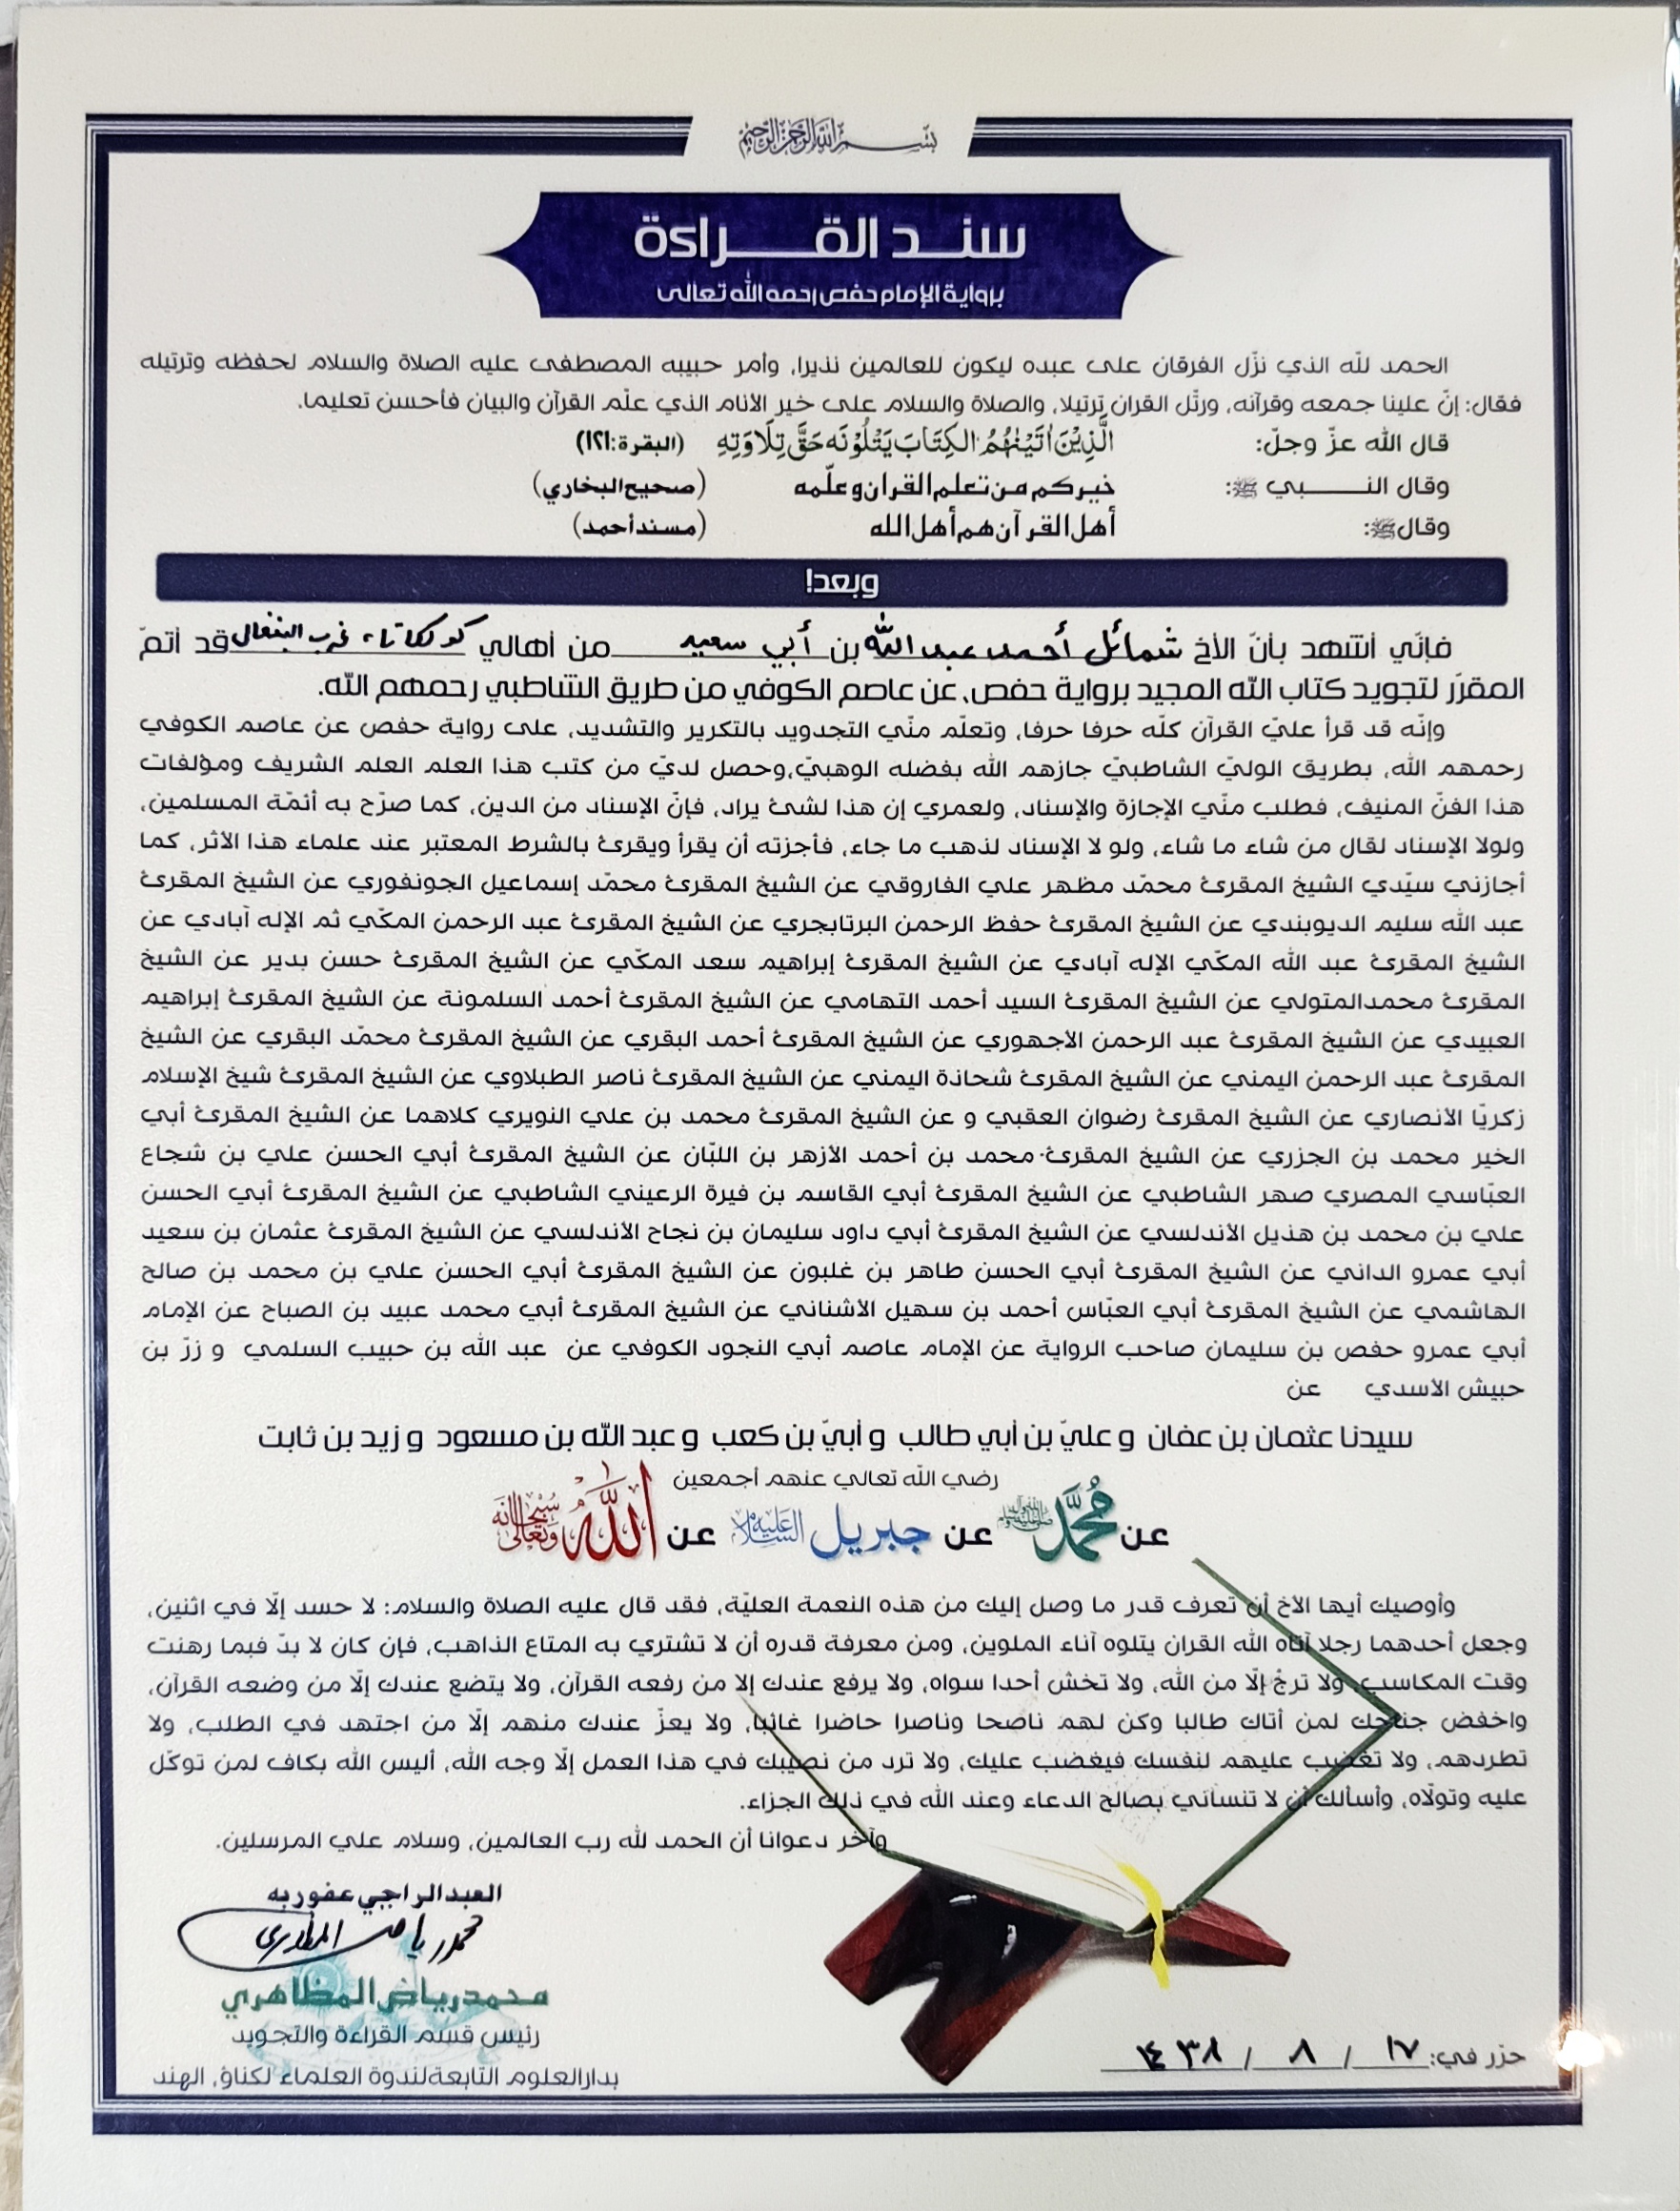 بسم الله الرحمن الرحيم
سند القراءة
برواية الإمام حفص رحمه الله تعالى
الحمد لله الذي نزّل الفرقان على عبده ليكون للعالمين نذيرا، وأمر حبيبه المصطفى عليه الصلاة والسلام لحفظه وترتيله
فقال: إنّ علينا جمعه وقرآنه، ورتّل القران ترتيلا، والصلاة والسلام على خير الأنام الذي علّم القرآن والبيان فأحسن تعليما.
قال الله عزّ وجلّ: الَّذِيْنَ اٰتَيْنٰهُمُ الكِتَابَ يَتْلُوْنَه حَقَّ تِلَاوَتِهِ (البقرة:١٢١)
وقال النبي ﷺ: خيركم من تعلم القران وعلّمه (صحيح البخاري)
وقال ﷺ: أهل القرآن هم أهل الله (مسند أحمد)
وبعد!
فإنّي أشهد بأنّ الأخ شمائل أحمد عبد الله بن أبي سعيد من أهالي كولكاتا، غرب البنغال قد أتمّ
المقرّر لتجويد كتاب الله المجيد برواية حفص، عن عاصم الكوفي من طريق الشاطبي رحمهم الله.
وإنّه قد قرأ عليّ القرآن كلّه حرفا حرفا، وتعلّم منّي التجدويد بالتكرير والتشديد، على رواية حفص عن عاصم الكوفي
رحمهم الله، بطريق الوليّ الشاطبيّ جازهم الله بفضله الوهبيّ،وحصل لديّ من كتب هذا العلم العلم الشريف ومؤلفات
هذا الفنّ المنيف، فطلب منّي الإجازة والإسناد، ولعمري إن هذا لشئ يراد، فإنّ الإسناد من الدين، كما صرّح به أئمّة المسلمين،
ولولا الإسناد لقال من شاء ما شاء، ولو لا الإسناد لذهب ما جاء، فأجزته أن يقرأ ويقرئ بالشرط المعتبر عند علماء هذا الأثر، كما
أجازني سيّدي الشيخ المقرئ محمّد مظهر علي الفاروقي عن الشيخ المقرئ محمّد إسماعيل الجونفوري عن الشيخ المقرئ
عبد الله سليم الديوبندي عن الشيخ المقرئ حفظ الرحمن البرتابجري عن الشيخ المقرئ عبد الرحمن المكّي ثم الإله آبادي عن
الشيخ المقرئ عبد الله المكّي الإله آبادي عن الشيخ المقرئ إبراهيم سعد المكّي عن الشيخ المقرئ حسن بدير عن الشيخ
المقرئ محمدالمتولي عن الشيخ المقرئ السيد أحمد التهامي عن الشيخ المقرئ أحمد السلمونة عن الشيخ المقرئ إبراهيم
العبيدي عن الشيخ المقرئ عبد الرحمن الأجهوري عن الشيخ المقرئ أحمد البقري عن الشيخ المقرئ محمّد البقري عن الشيخ
المقرئ عبد الرحمن اليمني عن الشيخ المقرئ شحاذة اليمني عن الشيخ المقرئ ناصر الطبلاوي عن الشيخ المقرئ شيخ الإسلام
زكريّا الأنصاري عن الشيخ المقرئ رضوان العقبي و عن الشيخ المقرئ محمد بن علي النويري كلاهما عن الشيخ المقرئ أبي
الخير محمد بن الجزري عن الشيخ المقرئ محمد بن أحمد الأزهر بن اللبّان عن الشيخ المقرئ أبي الحسن علي بن شجاع
العبّاسي المصري صهر الشاطبي عن الشيخ المقرئ أبي القاسم بن فيرة الرعيني الشاطبي عن الشيخ المقرئ أبي الحسن
علي بن محمد بن هذيل الأندلسي عن الشيخ المقرئ أبي داود سليمان بن نجاح الأندلسي عن الشيخ المقرئ عثمان بن سعيد
أبي عمرو الداني عن الشيخ المقرئ أبي الحسن طاهر بن غلبون عن الشيخ المقرئ أبي الحسن علي بن محمد بن صالح
الهاشمي عن الشيخ المقرئ أبي العبّاس أحمد بن سهيل الأشناني عن الشيخ المقرئ أبي محمد عبيد بن الصباح عن الإمام
أبي عمرو حفص بن سليمان صاحب الرواية عن الإمام عاصم أبي النجود الكوفي عن عبد الله بن حبيب السلمي و زرّ بن
حبيش الأسدي عن
سيدنا عثمان بن عفان و عليّ بن أبي طالب و أبيّ بن كعب و عبد الله بن مسعود و زيد بن ثابت
رضي الله تعالي عنهم أجمعين
عن مُحَمَّد ﷺ عن جبريل عَلَيْهِ السَّلَام عن اللهُ سُبْحَانَهُ وَتَعَالَى
وأوصيك أيها الأخ أن تعرف قدر ما وصل إليك من هذه النعمة العليّة، فقد قال عليه الصلاة والسلام: لا حسد إلّا في اثنين،
وجعل أحدهما رجلا آتاه الله القران يتلوه آناء الملوين، ومن معرفة قدره أن لا تشتري به المتاع الذاهب، فإن كان لا بدّ فبما رهنت
وقت المكاسب، ولا ترجُ إلّا من الله، ولا تخش أحدا سواه، ولا يرفع عندك إلا من رفعه القرآن، ولا يتضع عندك إلّا من وضعه القرآن،
واخفض جناحك لمن أتاك طالبا وكن لهم ناصحا وناصرا حاضرا غائبا، ولا يعزّ عندك منهم إلّا من اجتهد في الطلب، ولا
تطردهم، ولا تغضب عليهم لنفسك فيغضب عليك، ولا ترد من نصيبك في هذا العمل إلّا وجه الله، أليس الله بكاف لمن توكّل
عليه وتولّاه، وأسألك أن لا تنساني بصالح الدعاء وعند الله في ذلك الجزاء.
وآخر دعوانا أن الحمد لله رب العالمين، وسلام علي المرسلين.
العبد الراجي عفو ربه
محمد رياض المظاهري
محمد رياض المظاهري
رئيس قسم القراءة والتجويد
بدارالعلوم التابعة لندوة العلماء لكناؤ، الهند
حرّر في: ١٧ / ٨ / ١٤٣٨